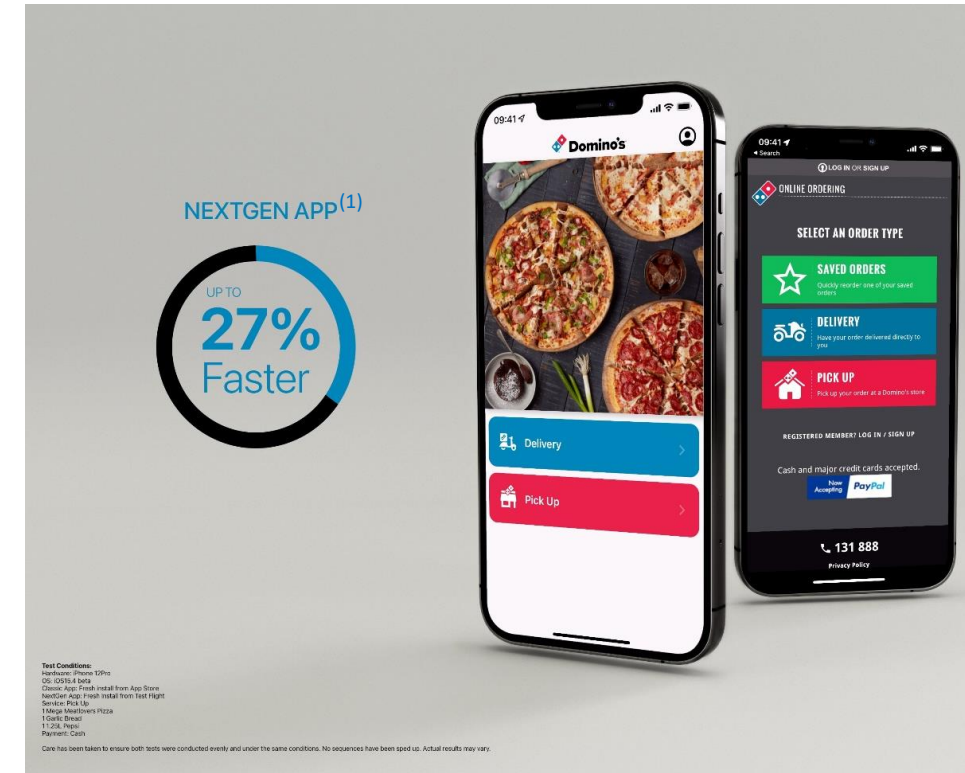 NEXTGEN APP(1)
UP TO
27%
Faster
09:41
Domino's
Delivery
Pick Up
09:41
Search
LOG IN OR SIGN UP
ONLINE ORDERING
SELECT AN ORDER TYPE
SAVED ORDERS
Quickly reorder one of your saved
orders
DELIVERY
Have your order delivered directly to
you
PICK UP
Pick up your order at a Domino's store
REGISTERED MEMBER? LOG IN / SIGN UP
Cash and major credit cards accepted.
Now
Accepting
PayPal
131 888
Privacy Policy
Test Conditions:
Hardware: iPhone 12Pro
OS: iOS15.4 beta
Classic App: Fresh install from App Store
NextGen App: Fresh install from Test Flight
Service: Pick Up
1 Mega Meatlovers Pizza
1 Garlic Bread
1 1.25L Pepsi
Payment: Cash
Care has been taken to ensure both tests were conducted evenly and under the same conditions. No sequences have been sped up. Actual results may vary.